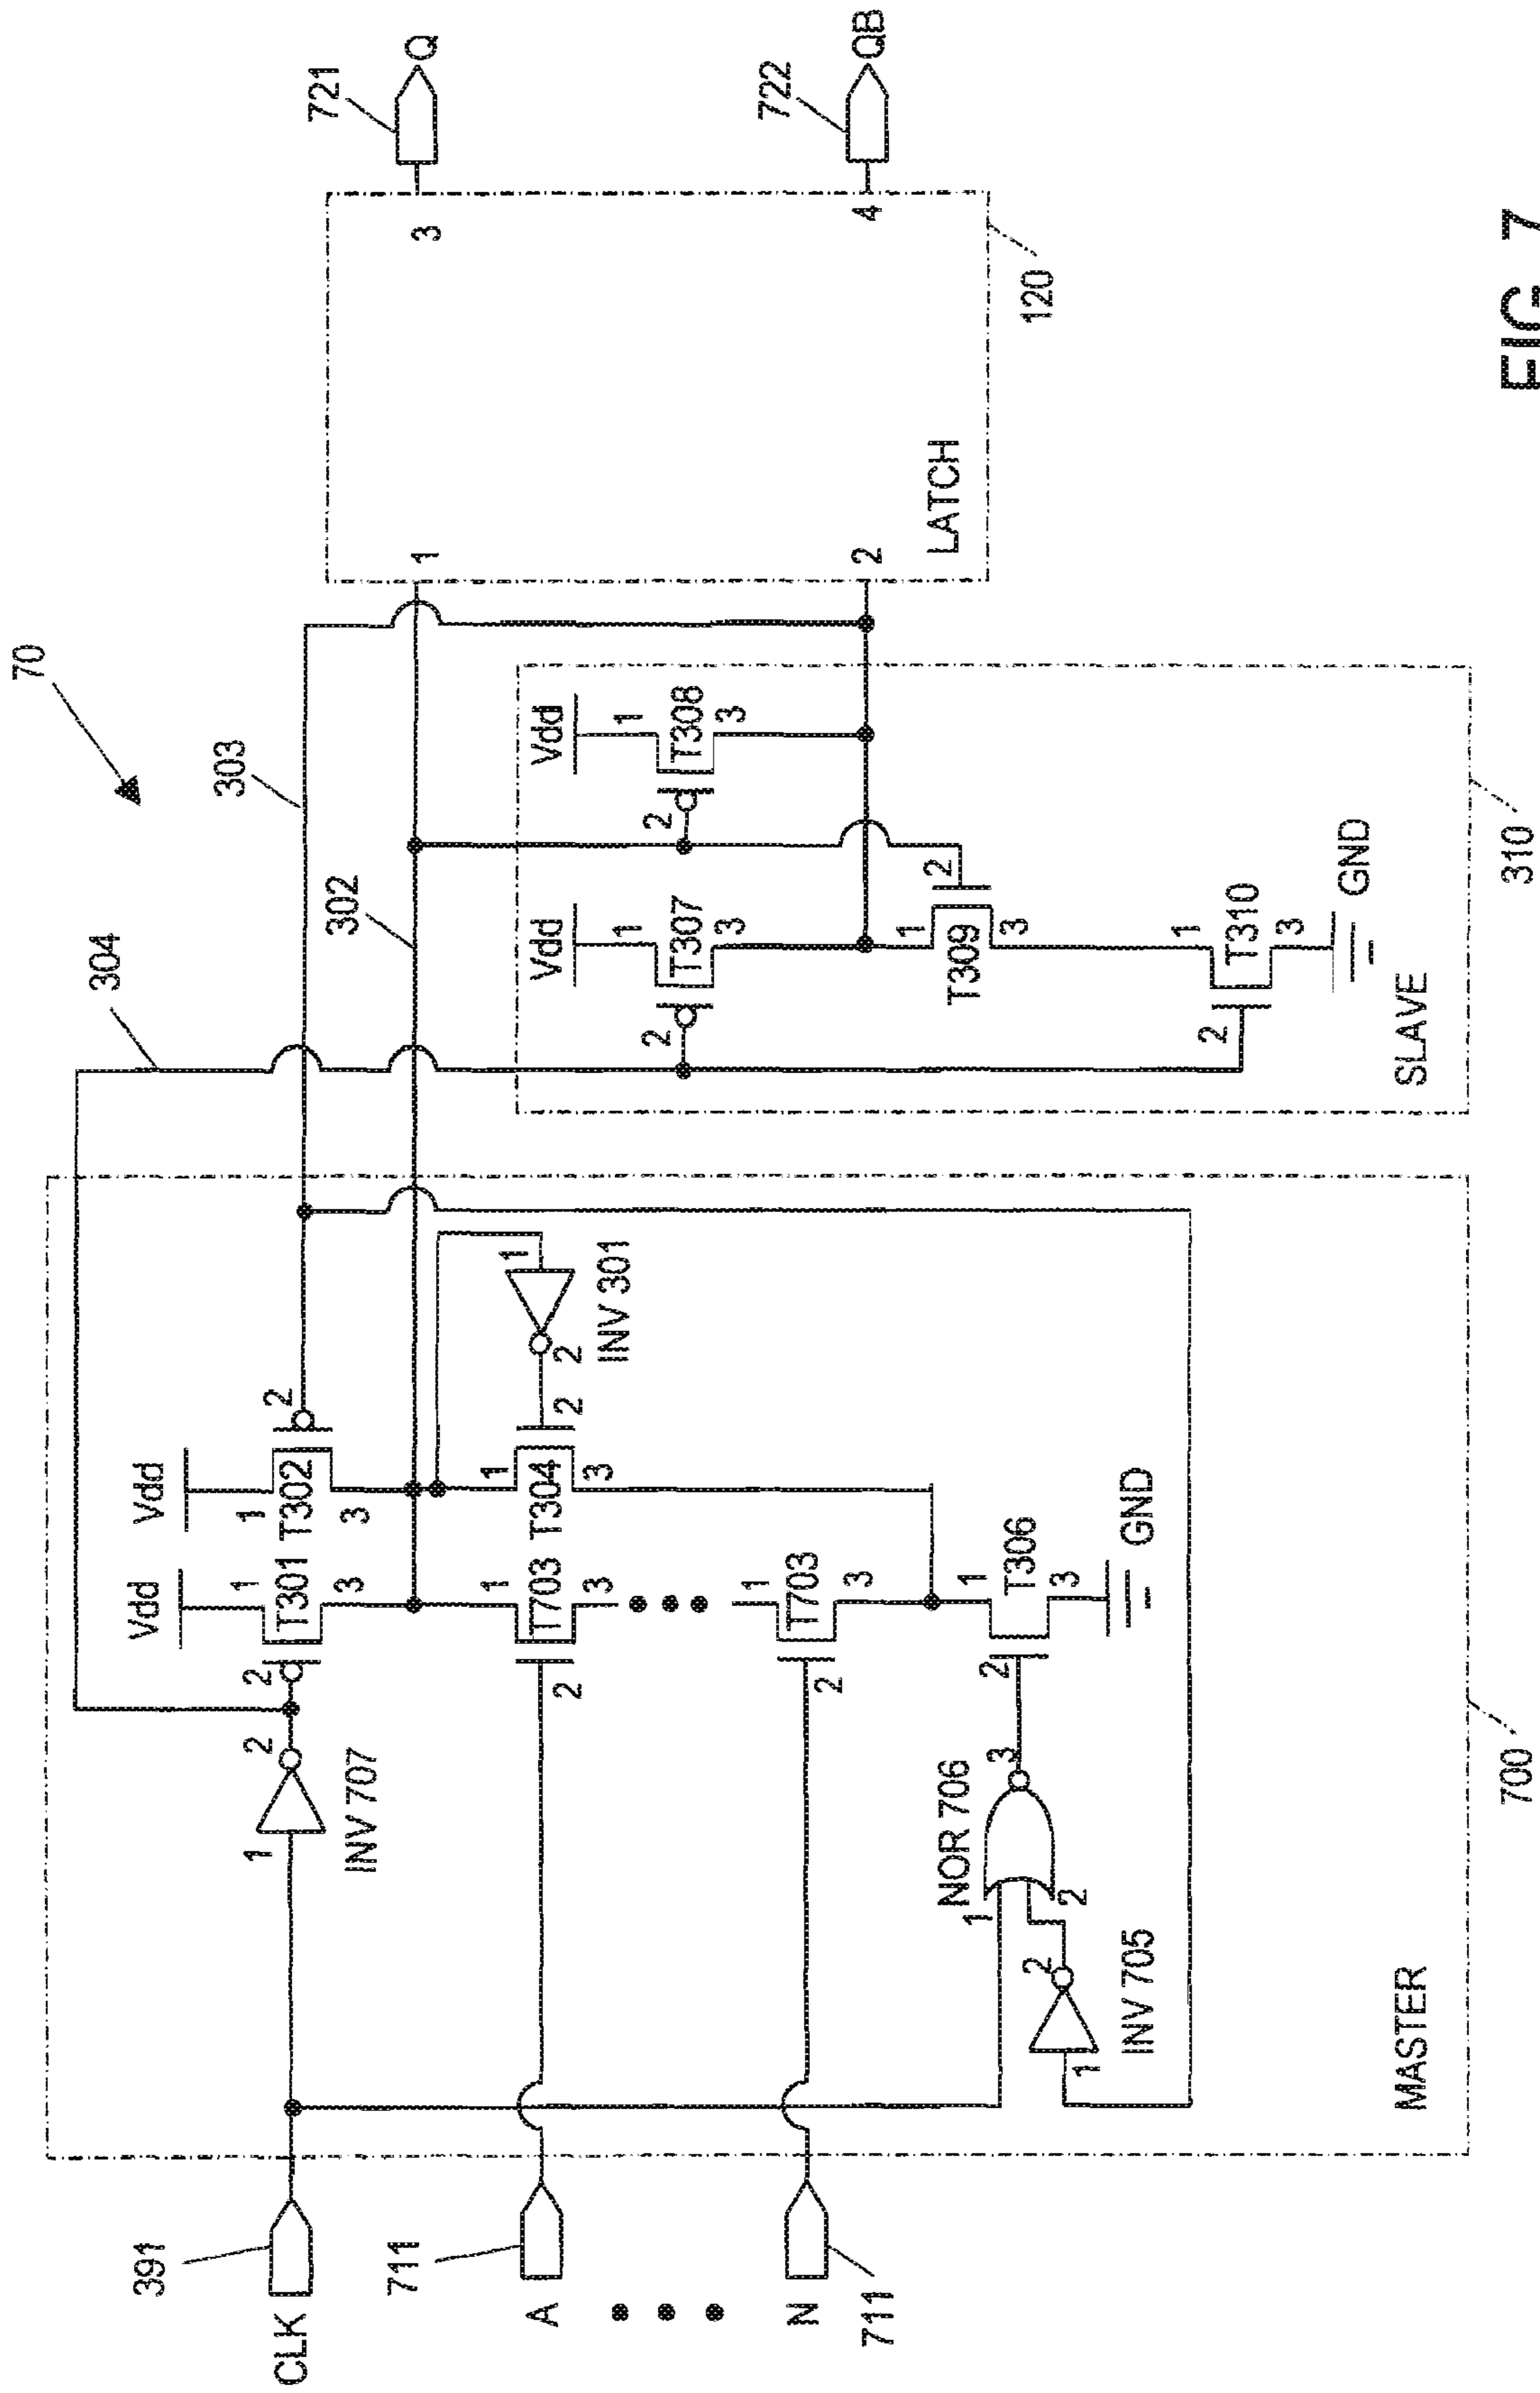 70
CLK
391
A
711
N
711
1
INV 707
2
304
303
302
Vdd
1
2
T301
3
Vdd
1
2
T302
3
1
T703
2
3
1
T304
2
3
1
2
INV 301
1
T703
2
3
NOR 706
1
2
3
1
2
INV 705
1
T306
2
3
GND
MASTER
700
Vdd
1
2
T307
3
Vdd
1
2
T308
3
1
2
T309
3
1
2
T310
3
GND
SLAVE
310
1
2
3
4
LATCH
120
721
Q
722
QB
FIG. 7